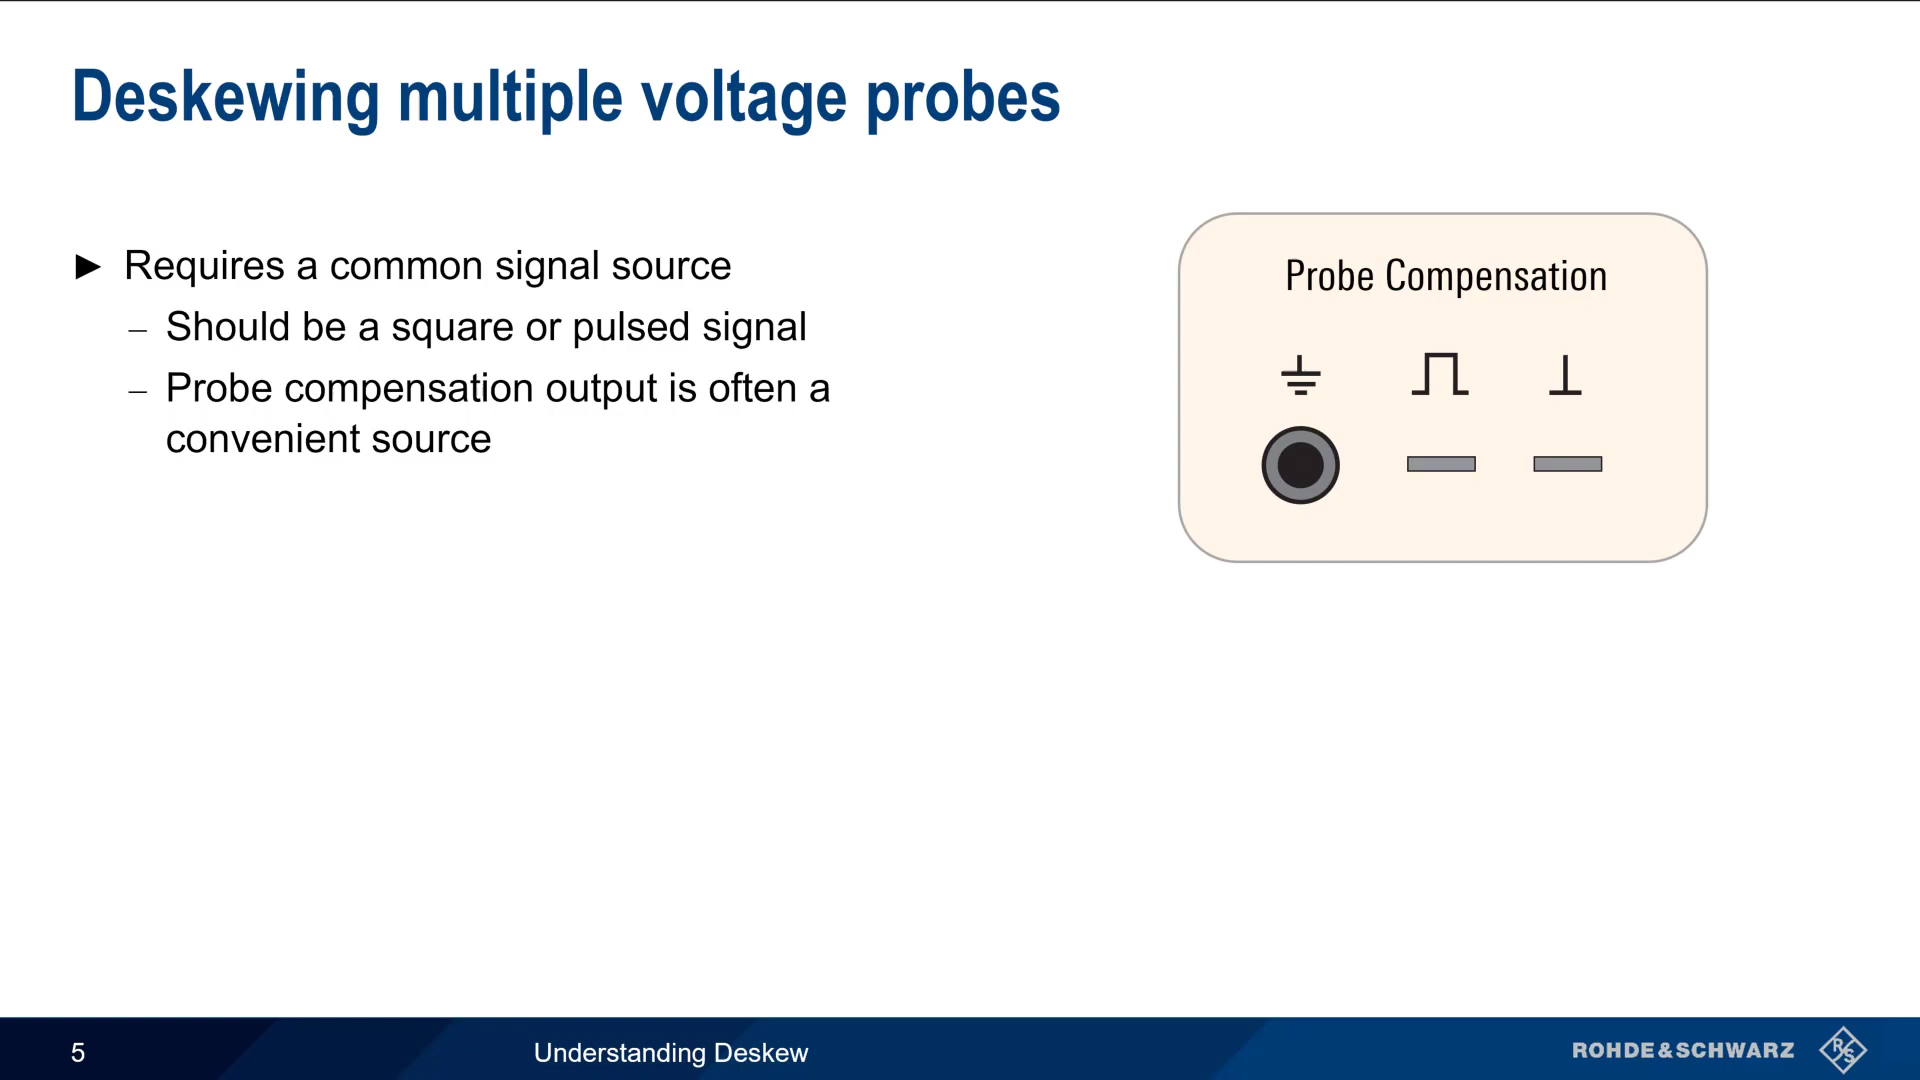 Deskewing multiple voltage probes
► Requires a common signal source
– Should be a square or pulsed signal
– Probe compensation output is often a
convenient source
Probe Compensation
5
Understanding Deskew
ROHDE&SCHWARZ
R&S